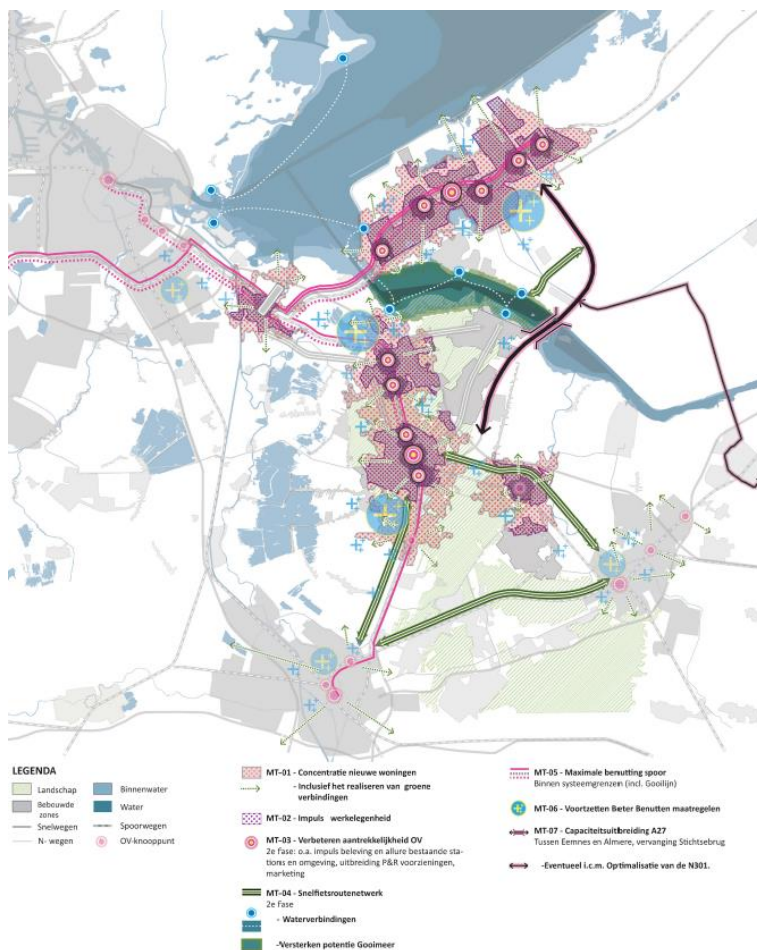 LEGENDA
Landschap
Bebouwde
zones
Snelwegen
N- wegen
Binnenwater
Water
Spoorwegen
OV-knooppunt
MT-01 - Concentratie nieuwe woningen
- Inclusief het realiseren van groene
verbindingen
MT-02 - Impuls werkelegenheid
MT-03 - Verbeteren aantrekkelijkheid OV
2e fase: o.a. impuls beleving en allure bestaande sta-
tions en omgeving, uitbreiding P&R voorzieningen,
marketing
MT-04 - Snelfietsroutenetwerk
2e Fase
- Waterverbindingen
-Versterken potentie Gooimeer
MT-05 - Maximale benutting spoor
Binnen systeemgrenzen (incl. Gooilijn)
MT-06 - Voortzetten Beter Benutten maatregelen
MT-07 - Capaciteitsuitbreiding A27
Tussen Eemnes en Almere, vervanging Stichtsebrug
-Eventueel i.c.m. Optimalisatie van de N301.